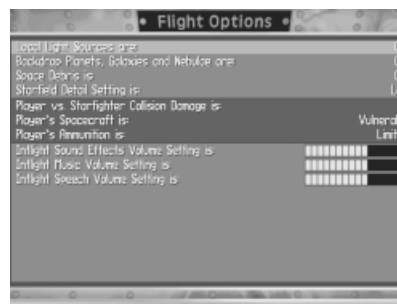 • Flight Options •
Local Light Sources are:
Backdrop Planets, Galaxies and Nebulae are:
Space Debris is:
Starfield Detail Setting is:
Player vs. Starfighter Collision Damage is:
Player's Spacecraft is: Vulneral
Player's Ammunition is: Limit
Inflight Sound Effects Volume Setting is:
Inflight Music Volume Setting is:
Inflight Speech Volume Setting is: